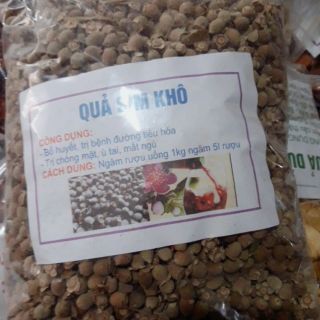 QUẢ SIM KHÔ
CÔNG DỤNG:
- Bổ huyết, trị bệnh đường tiêu hóa
- Trị chóng mặt, ù tai, mất ngủ
CÁCH DÙNG: Ngâm rượu uống 1kg ngâm 5l rượu